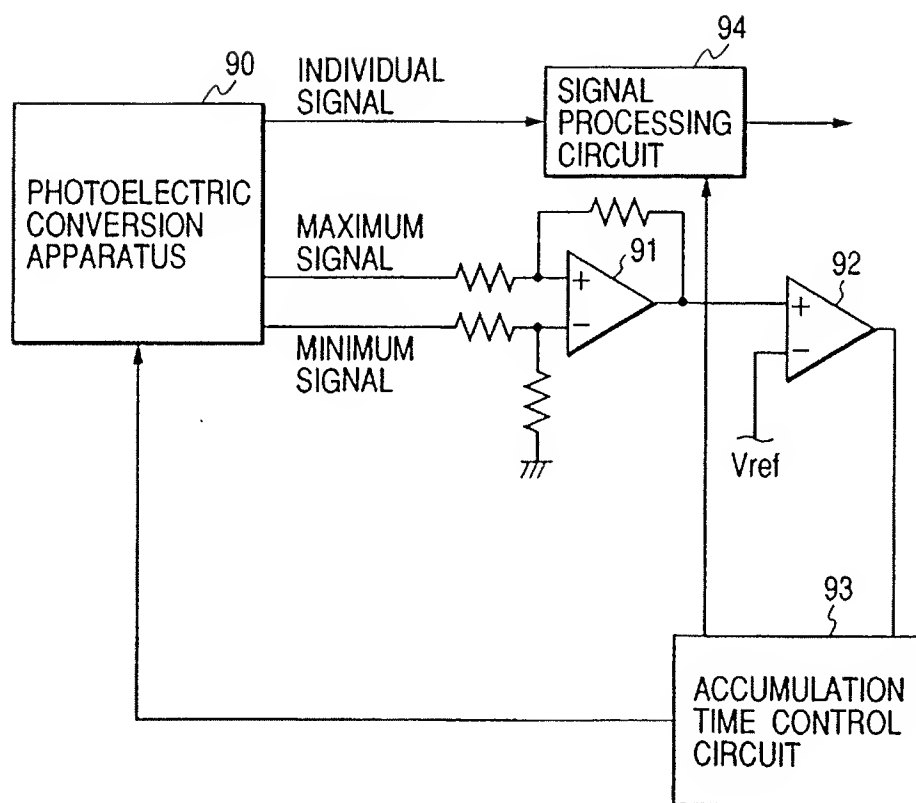 90
PHOTOELECTRIC
CONVERSION
APPARATUS
INDIVIDUAL
SIGNAL
MAXIMUM
SIGNAL
MINIMUM
SIGNAL
94
SIGNAL
PROCESSING
CIRCUIT
91
+
−
92
+
−
Vref
93
ACCUMULATION
TIME CONTROL
CIRCUIT